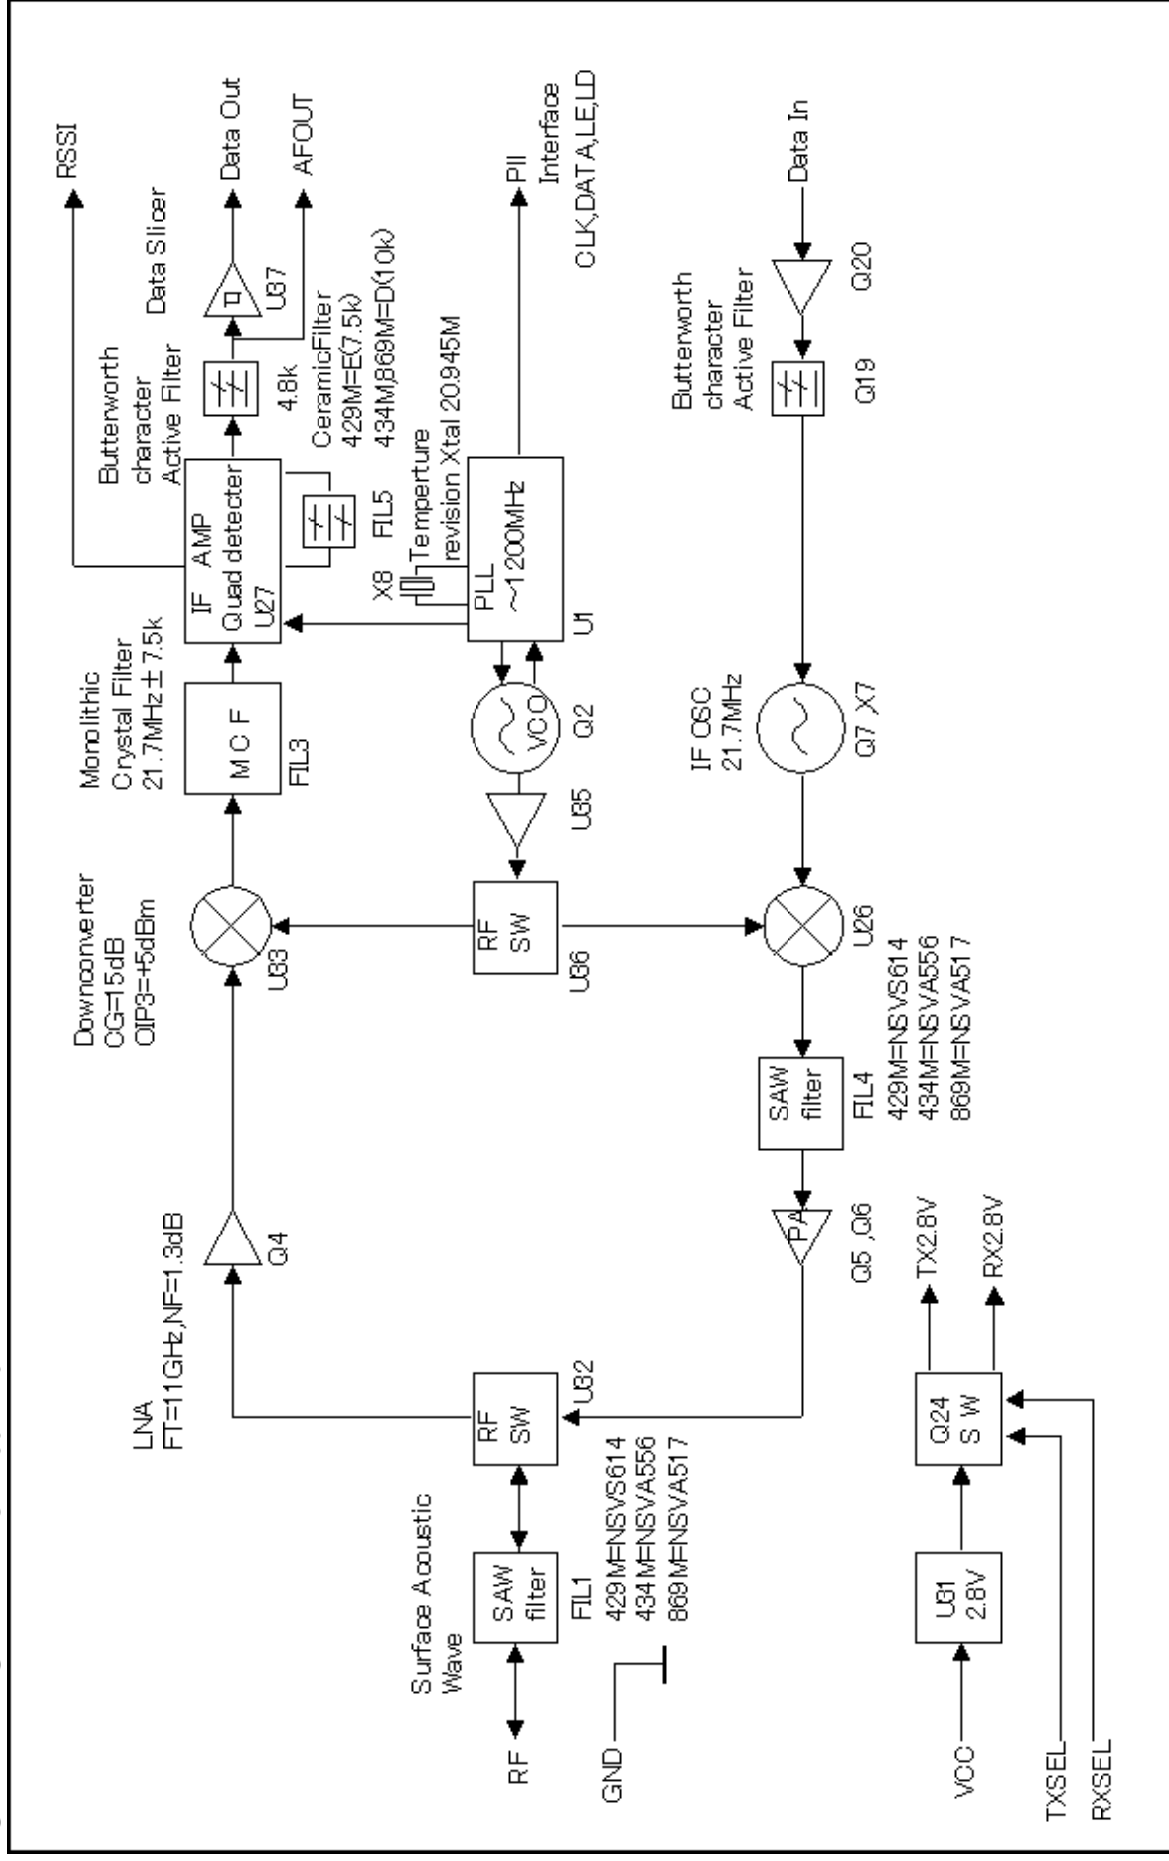 RSSI
Data Out
AFOUT
Data Slicer
U37
Butterworth
character
Active Filter
4.8k
CeramicFilter
429M=E(7.5k)
434M,869M=D(10k)
IF AMP
Quad detecter
U27
FIL5
Monolithic
Crystal Filter
21.7MHz±7.5k
M C F
FIL3
Downconverter
CG=15dB
OIP3=+5dBm
U33
LNA
FT=11GHz,NF=1.3dB
Q4
Pll
Interface
CLK,DATA,LE,LD
X8
Temperture
revision Xtal 20.945M
PLL
~1200MHz
U1
VCO
Q2
U35
RF
SW
U36
RF
SW
U32
Surface Acoustic
Wave
SAW
filter
FIL1
429M=NSVS614
434M=NSVA556
869M=NSVA517
RF
GND
Data In
Q20
Butterworth
character
Active Filter
Q19
IF OSC
21.7MHz
Q7 ,X7
U26
SAW
filter
FIL4
429M=NSVS614
434M=NSVA556
869M=NSVA517
PA
Q5 ,Q6
TX2.8V
RX2.8V
Q24
S W
U31
2.8V
VCC
TXSEL
RXSEL